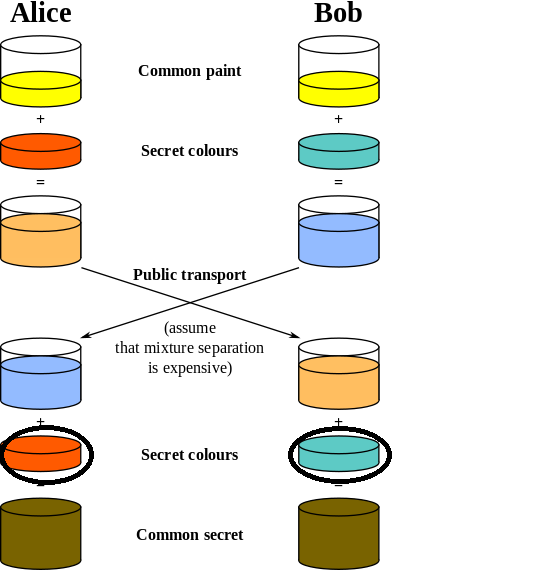 Alice Bob
Common paint
+ +
Secret colours
= =
Public transport
(assume
that mixture separation
is expensive)
+ +
Secret colours
= =
Common secret